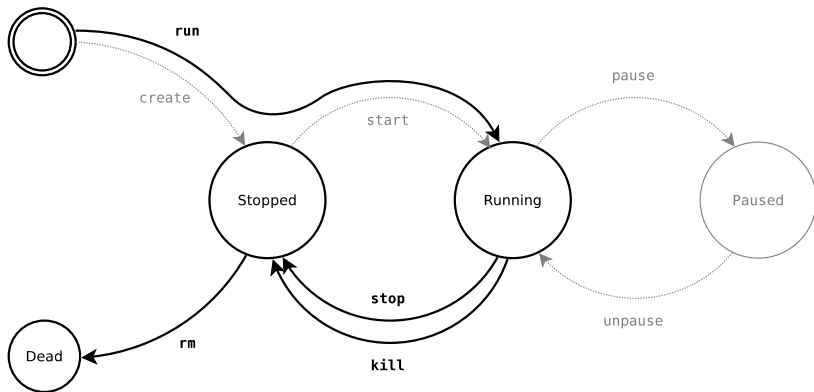 run
pause
create
start
Stopped
Running
Paused
stop
unpause
rm
Dead
kill